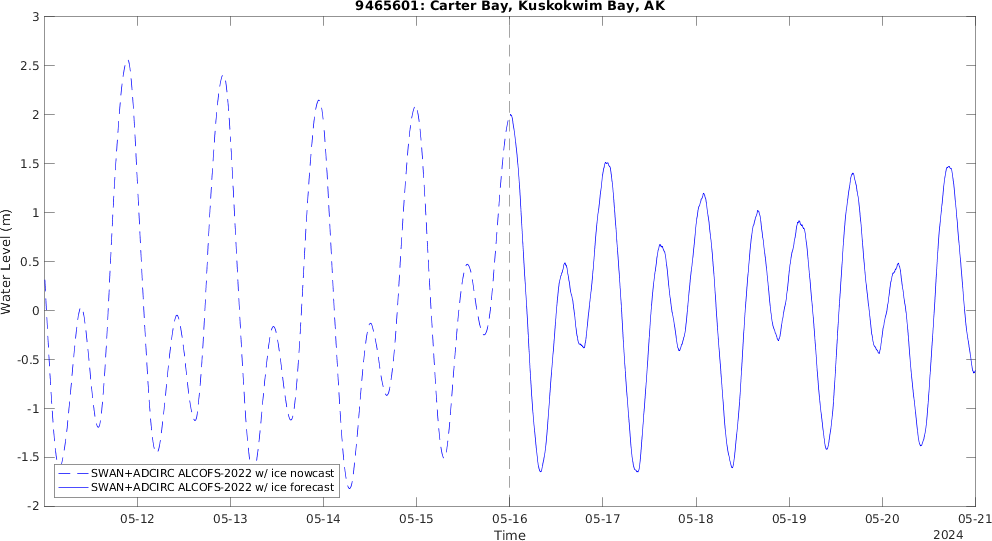 9465601: Carter Bay, Kuskokwim Bay, AK
Water Level (m)
3
2.5
2
1.5
1
0.5
0
-0.5
-1
-1.5
-2
SWAN+ADCIRC ALCOFS-2022 w/ ice nowcast
SWAN+ADCIRC ALCOFS-2022 w/ ice forecast
05-12 05-13 05-14 05-15 05-16 05-17 05-18 05-19 05-20 05-21
Time
2024